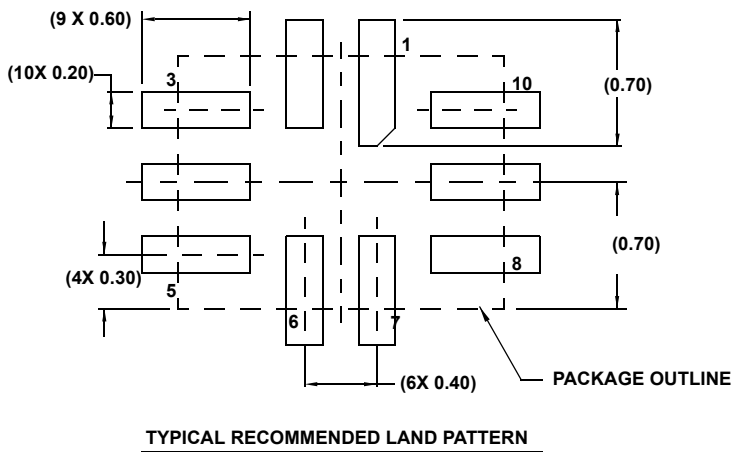 (9 X 0.60)
1
3
(10X 0.20)
10
(0.70)
(0.70)
(4X 0.30)
5
8
6
7
(6X 0.40)
PACKAGE OUTLINE
TYPICAL RECOMMENDED LAND PATTERN